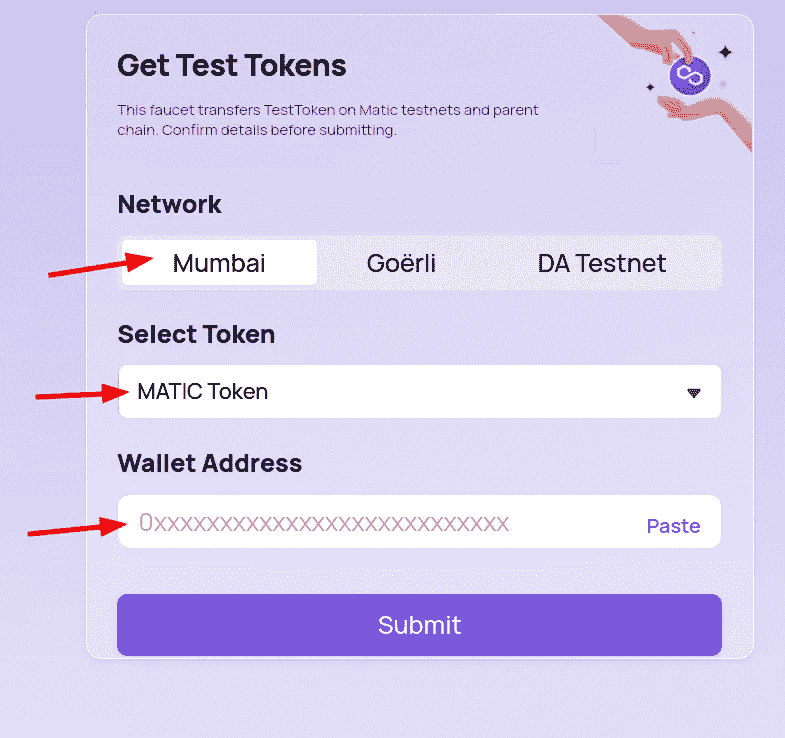 Get Test Tokens
This faucet transfers TestToken on Matic testnets and parent
chain. Confirm details before submitting.
Network
Mumbai Goërli DA Testnet
Select Token
MATIC Token
Wallet Address
0xxxxxxxxxxxxxxxxxxxxxxxxxxxx Paste
Submit